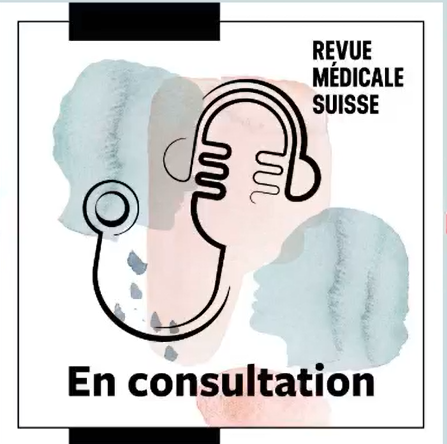 REVUE
MÉDICALE
SUISSE
En consultation